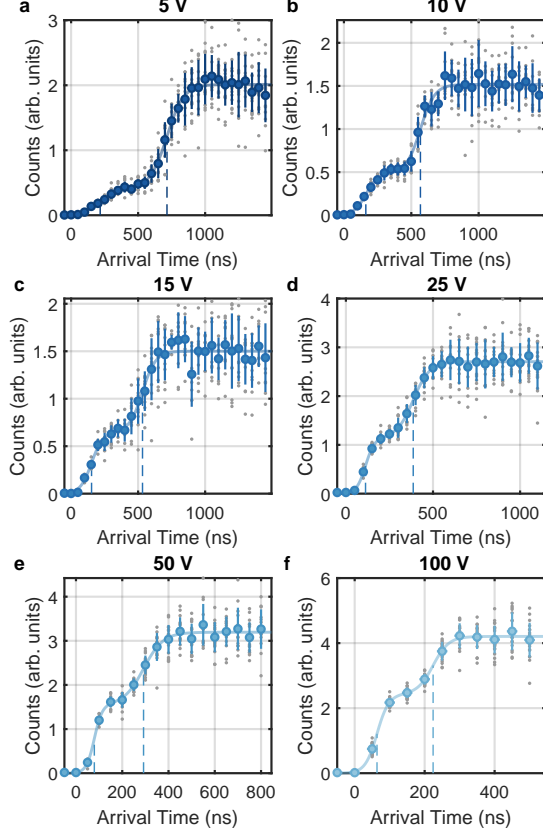 a
5 V
Counts (arb. units)
3
2
1
0
0 500 1000
Arrival Time (ns)
b
10 V
Counts (arb. units)
2
1.5
1
0.5
0
0 500 1000
Arrival Time (ns)
c
15 V
Counts (arb. units)
2
1.5
1
0.5
0
0 500 1000
Arrival Time (ns)
d
25 V
Counts (arb. units)
4
3
2
1
0
0 500 1000
Arrival Time (ns)
e
50 V
Counts (arb. units)
4
3
2
1
0
0 200 400 600 800
Arrival Time (ns)
f
100 V
Counts (arb. units)
6
4
2
0
0 200 400
Arrival Time (ns)